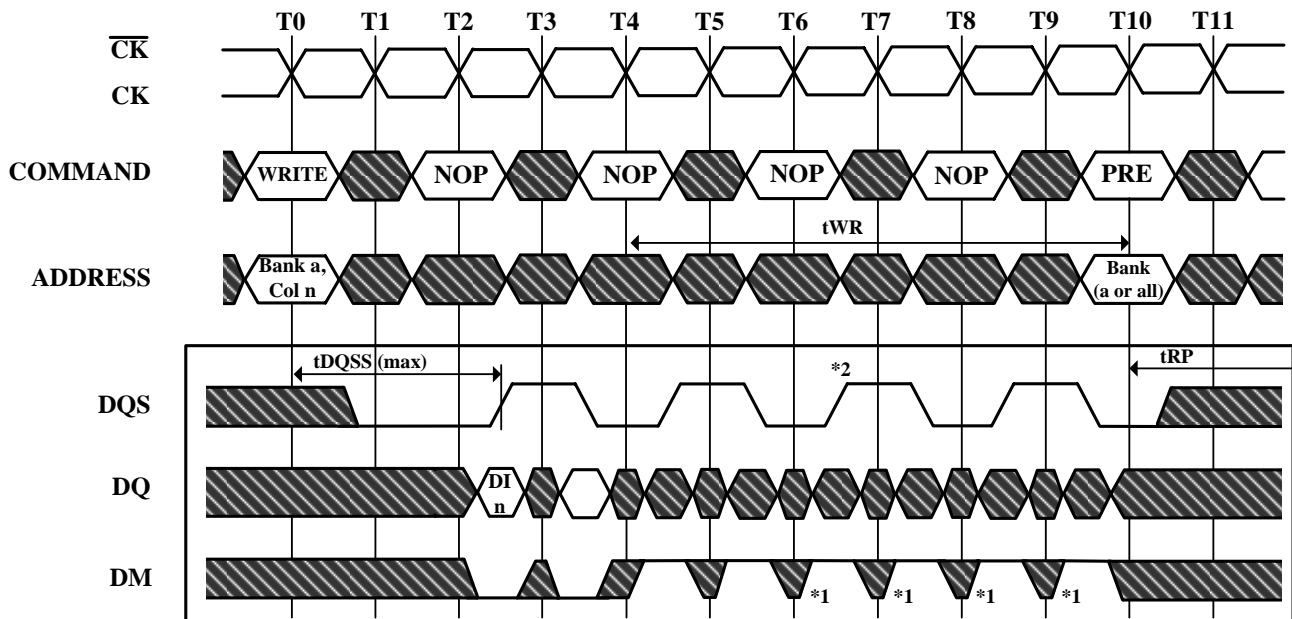 T0 T1 T2 T3 T4 T5 T6 T7 T8 T9 T10 T11
CK
CK
COMMAND WRITE NOP NOP NOP NOP PRE
tWR
ADDRESS Bank a, Col n Bank (a or all)
tDQSS (max) *2 tRP
DQS
DQ DI n
DM *1 *1 *1 *1